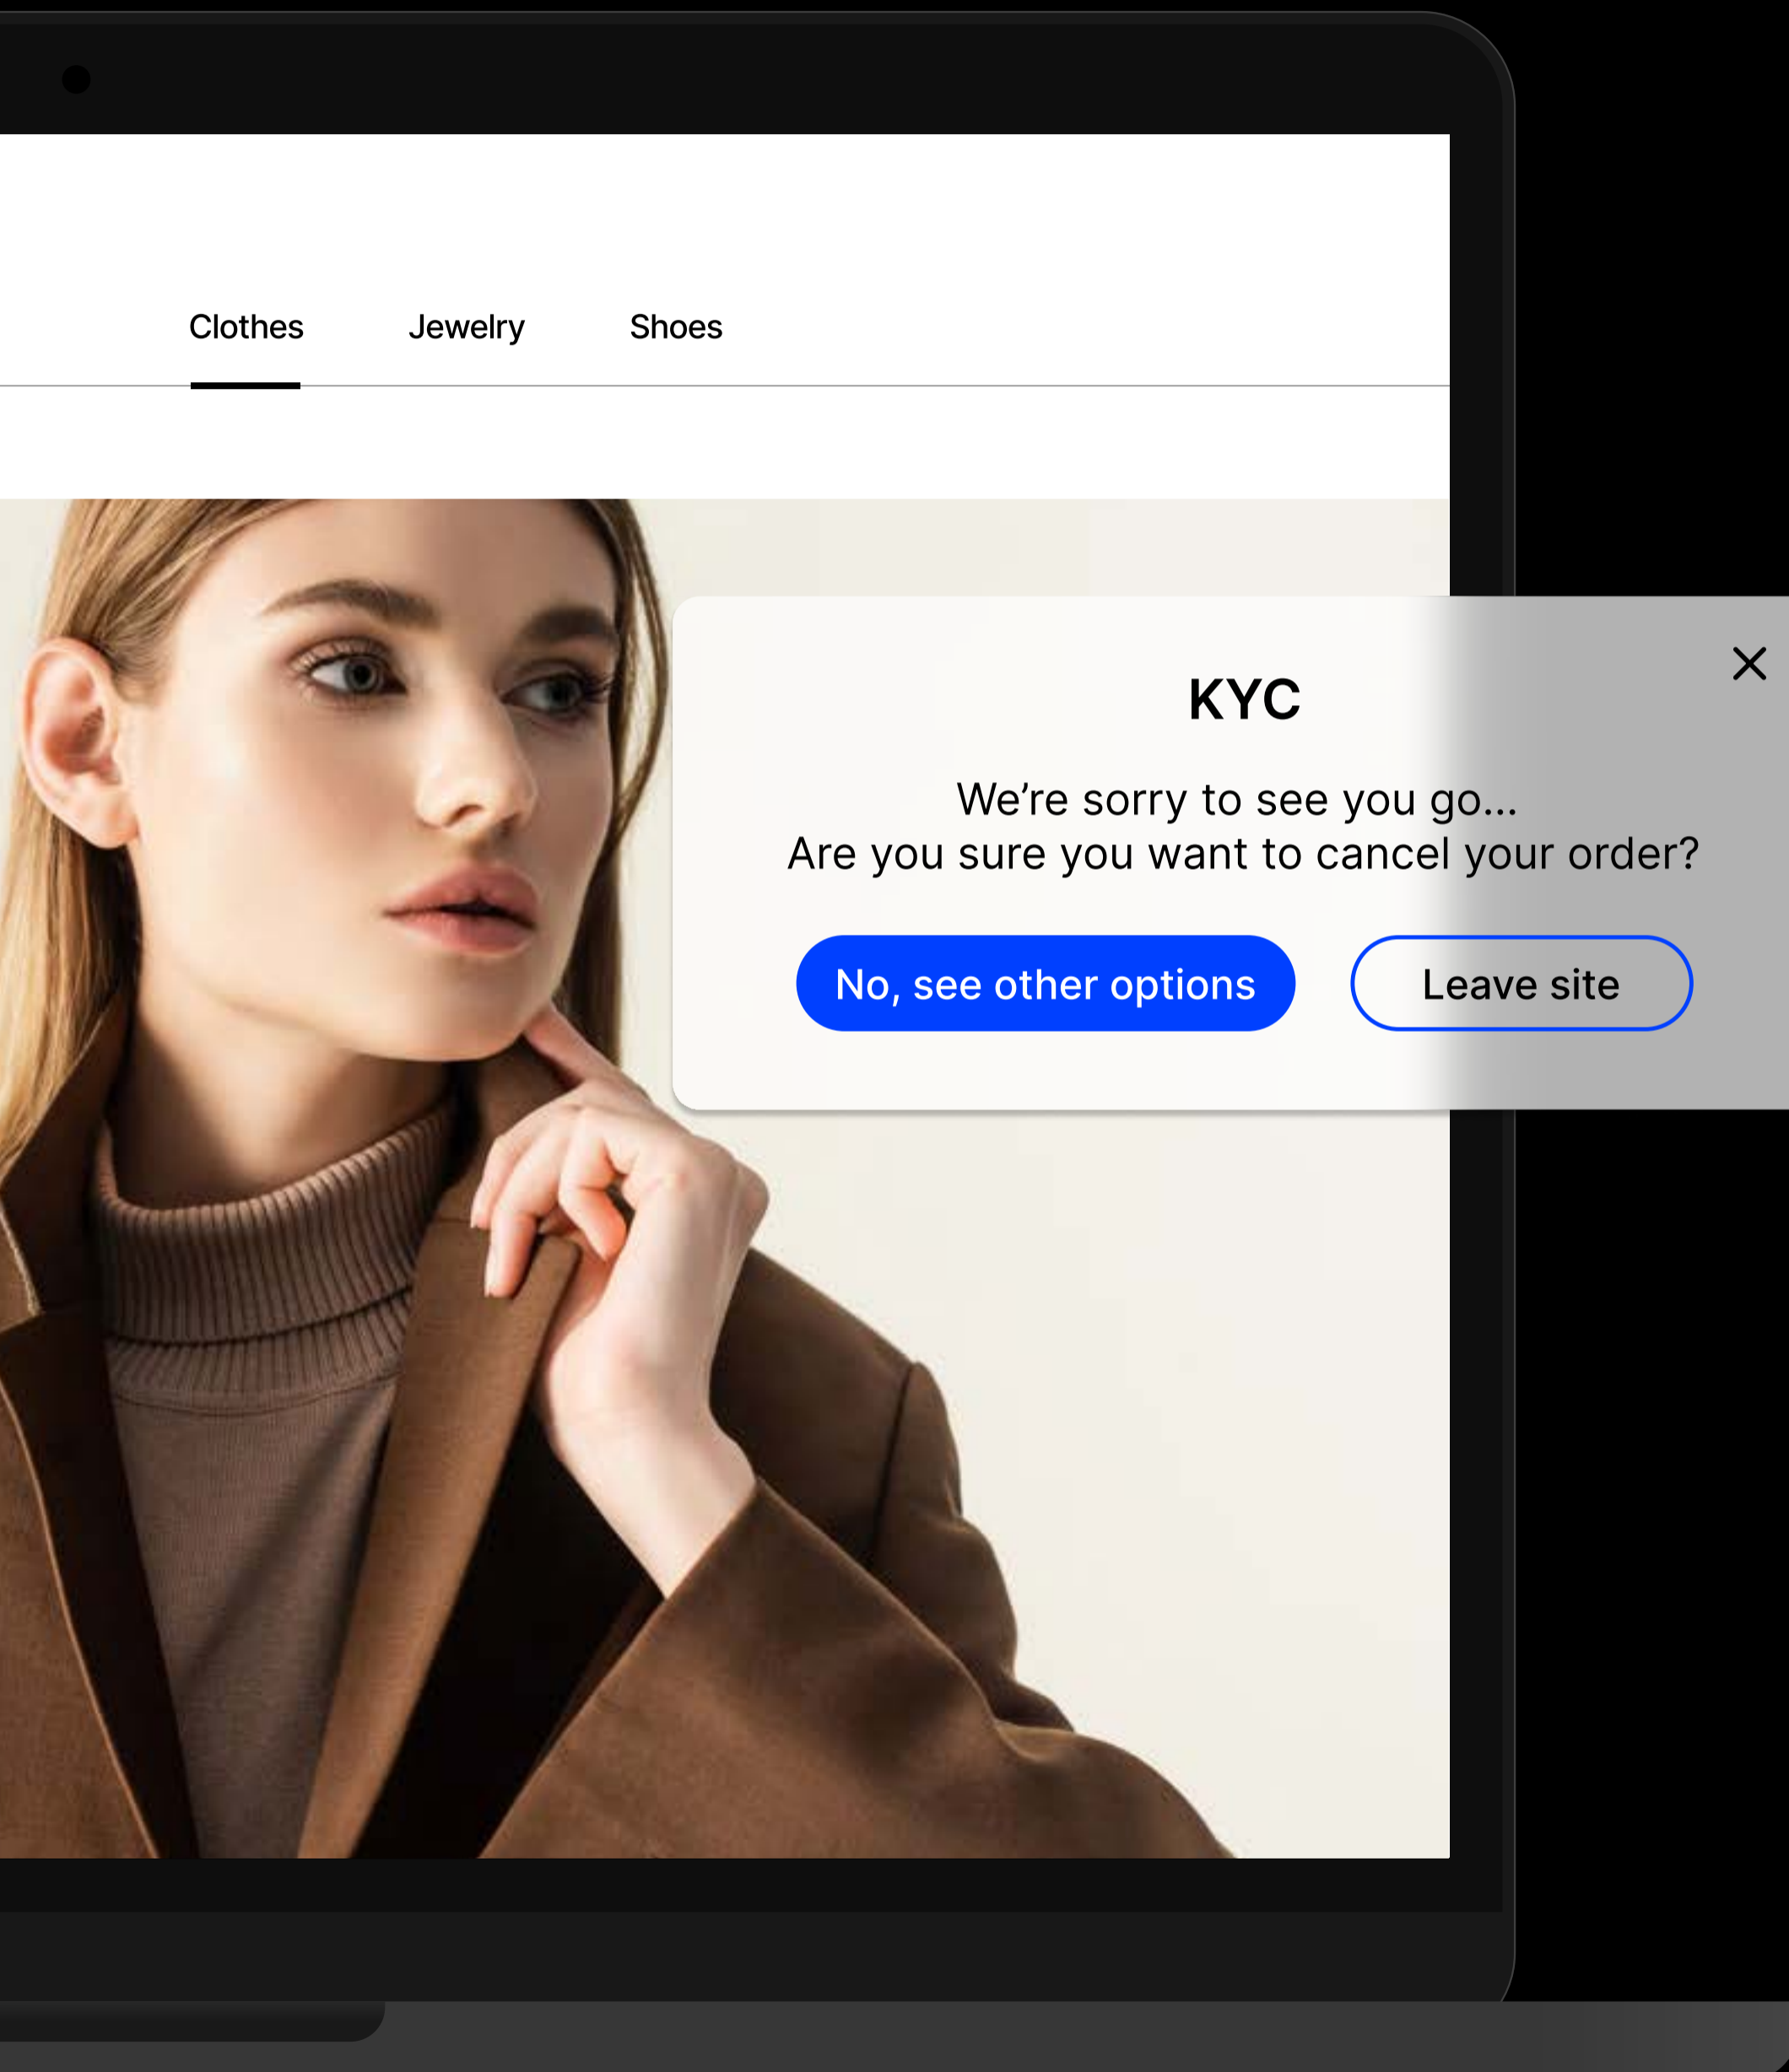 Clothes Jewelry Shoes
KYC
We’re sorry to see you go...
Are you sure you want to cancel your order?
No, see other options
Leave site